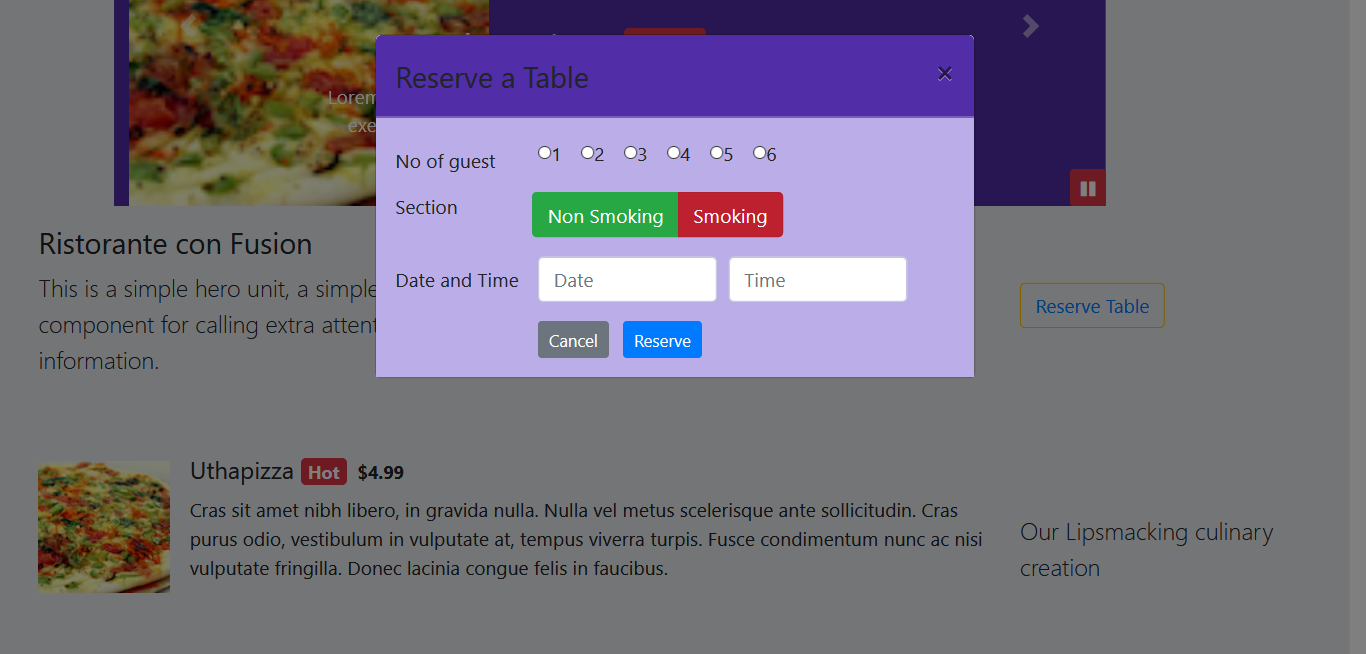 Lorem
exe
Reserve a Table ×
No of guest 1 2 3 4 5 6
Section Non Smoking Smoking
Date and Time Date Time
Cancel Reserve
Ristorante con Fusion
This is a simple hero unit, a simple
component for calling extra attent
information.
Reserve Table
Uthapizza Hot $4.99
Cras sit amet nibh libero, in gravida nulla. Nulla vel metus scelerisque ante sollicitudin. Cras
purus odio, vestibulum in vulputate at, tempus viverra turpis. Fusce condimentum nunc ac nisi
vulputate fringilla. Donec lacinia congue felis in faucibus.
Our Lipsmacking culinary
creation